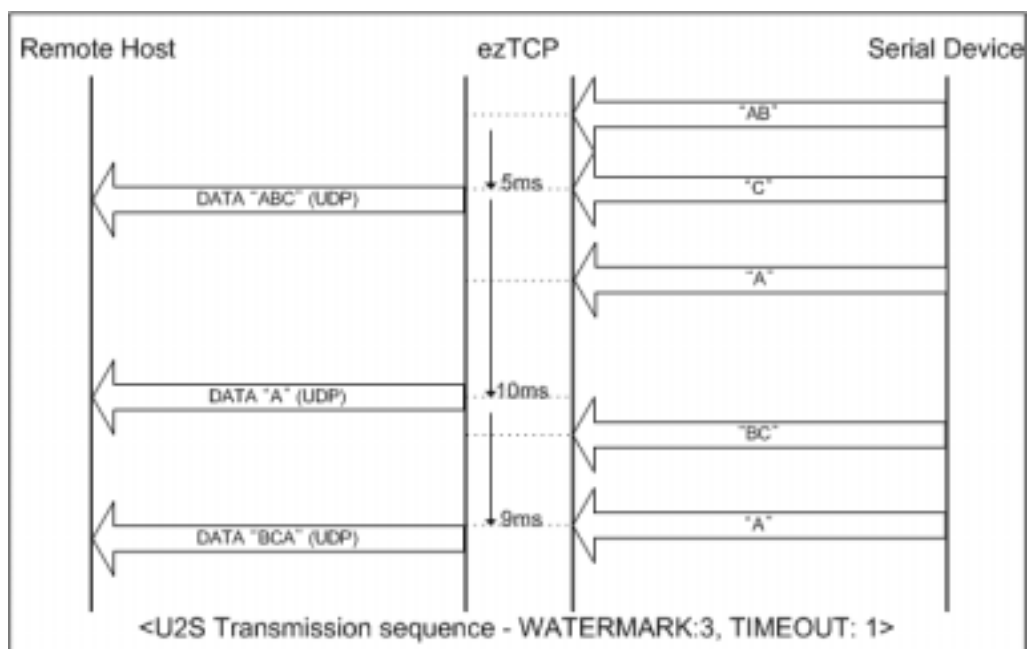 Remote Host ezTCP Serial Device
"AB"
5ms "C"
DATA "ABC" (UDP)
"A"
DATA "A" (UDP) 10ms
"BC"
9ms "A"
DATA "BCA" (UDP)
<U2S Transmission sequence - WATERMARK:3, TIMEOUT: 1>